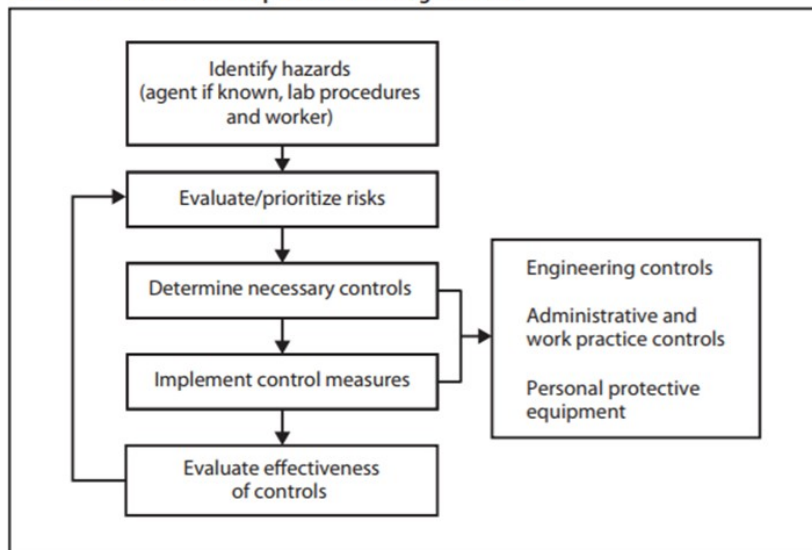 Identify hazards
(agent if known, lab procedures
and worker)
Evaluate/prioritize risks
Determine necessary controls
Implement control measures
Evaluate effectiveness
of controls
Engineering controls
Administrative and
work practice controls
Personal protective
equipment